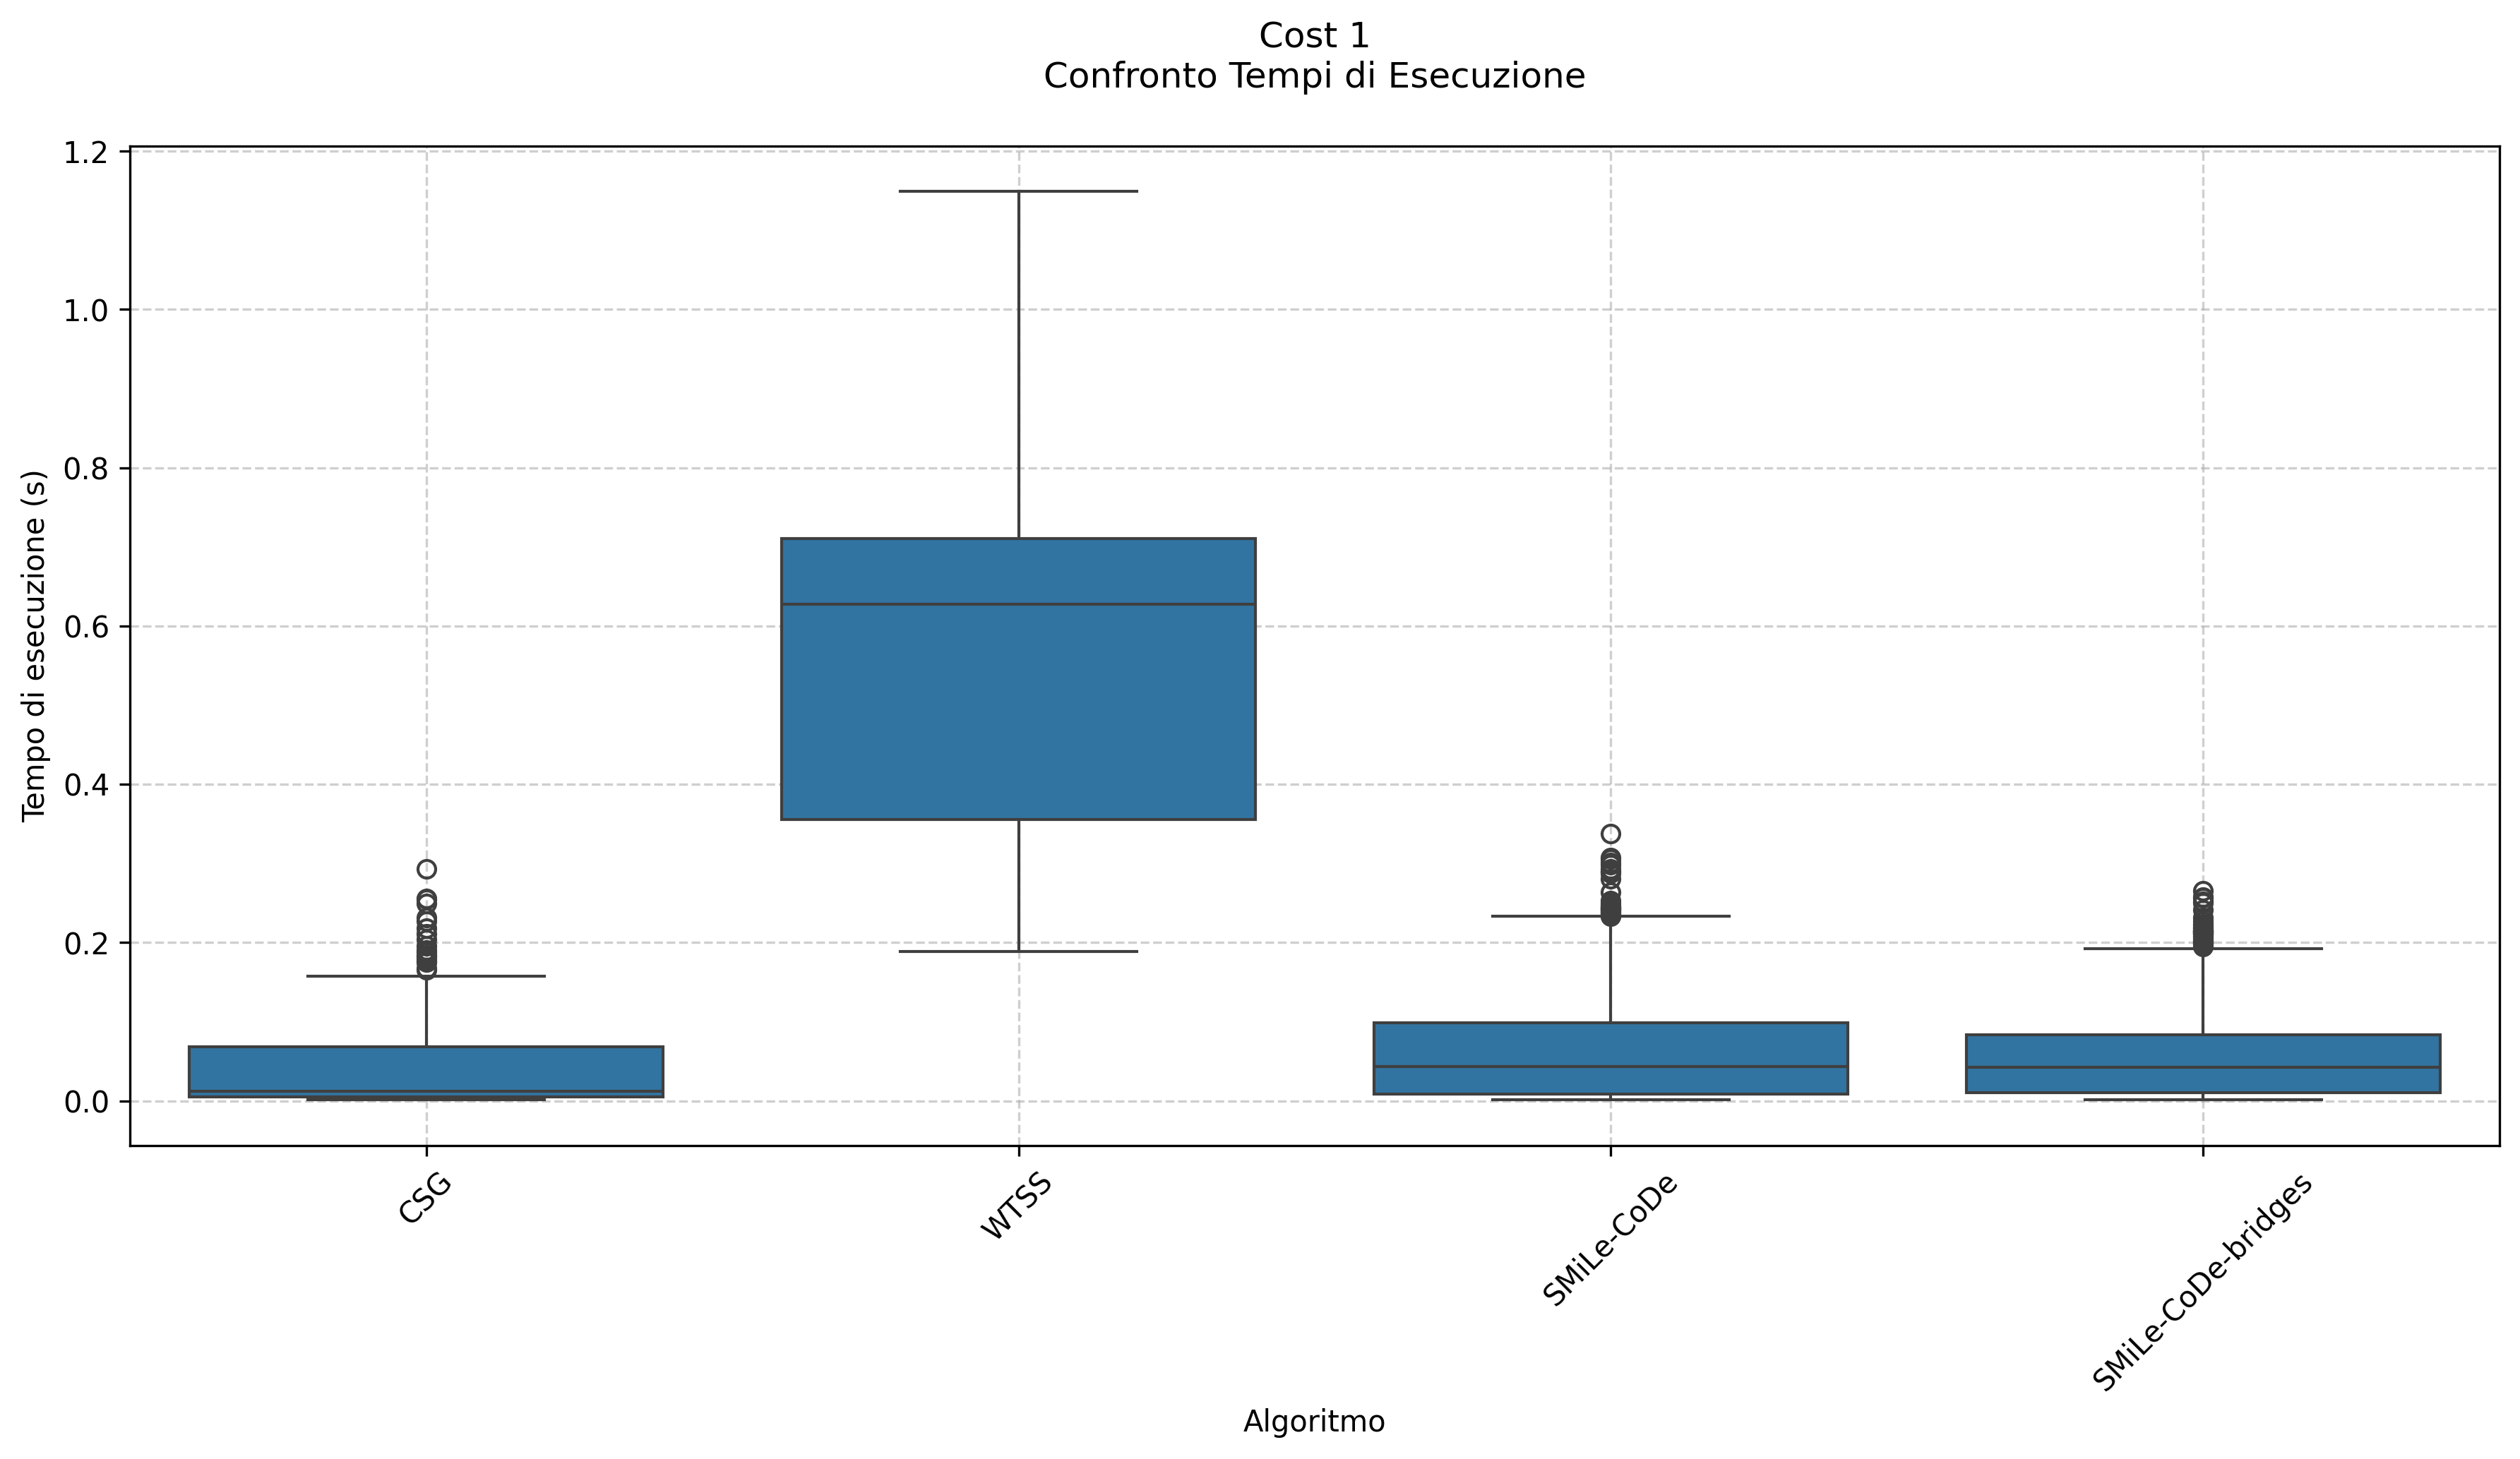 Cost 1
Confronto Tempi di Esecuzione
Tempo di esecuzione (s)
1.2
1.0
0.8
0.6
0.4
0.2
0.0
CSG
WTSS
SMiLe-CoDe
SMiLe-CoDe-bridges
Algoritmo